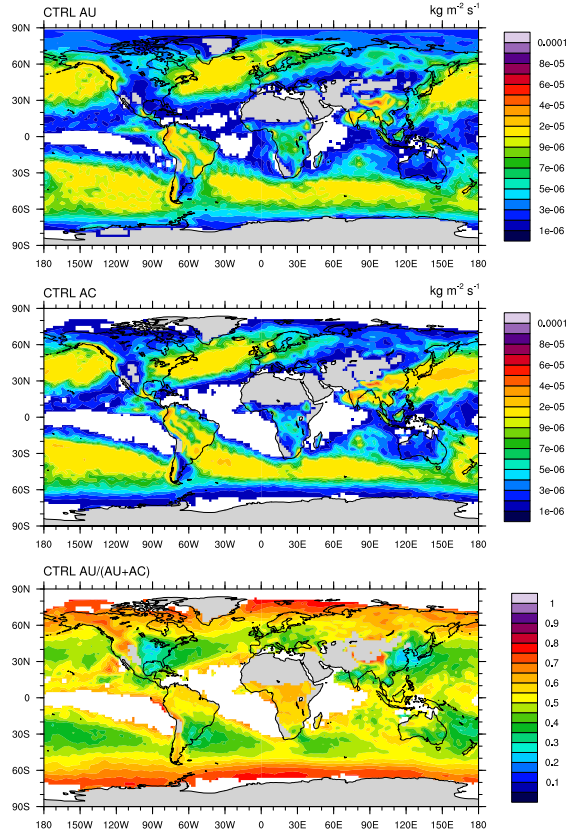 CTRL AU kg m⁻² s⁻¹
90N
60N
30N
0
30S
60S
90S
180 150W 120W 90W 60W 30W 0 30E 60E 90E 120E 150E 180
0.0001
8e-05
6e-05
4e-05
2e-05
9e-06
7e-06
5e-06
3e-06
1e-06
CTRL AC kg m⁻² s⁻¹
90N
60N
30N
0
30S
60S
90S
180 150W 120W 90W 60W 30W 0 30E 60E 90E 120E 150E 180
0.0001
8e-05
6e-05
4e-05
2e-05
9e-06
7e-06
5e-06
3e-06
1e-06
CTRL AU/(AU+AC)
90N
60N
30N
0
30S
60S
90S
180 150W 120W 90W 60W 30W 0 30E 60E 90E 120E 150E 180
1
0.9
0.8
0.7
0.6
0.5
0.4
0.3
0.2
0.1